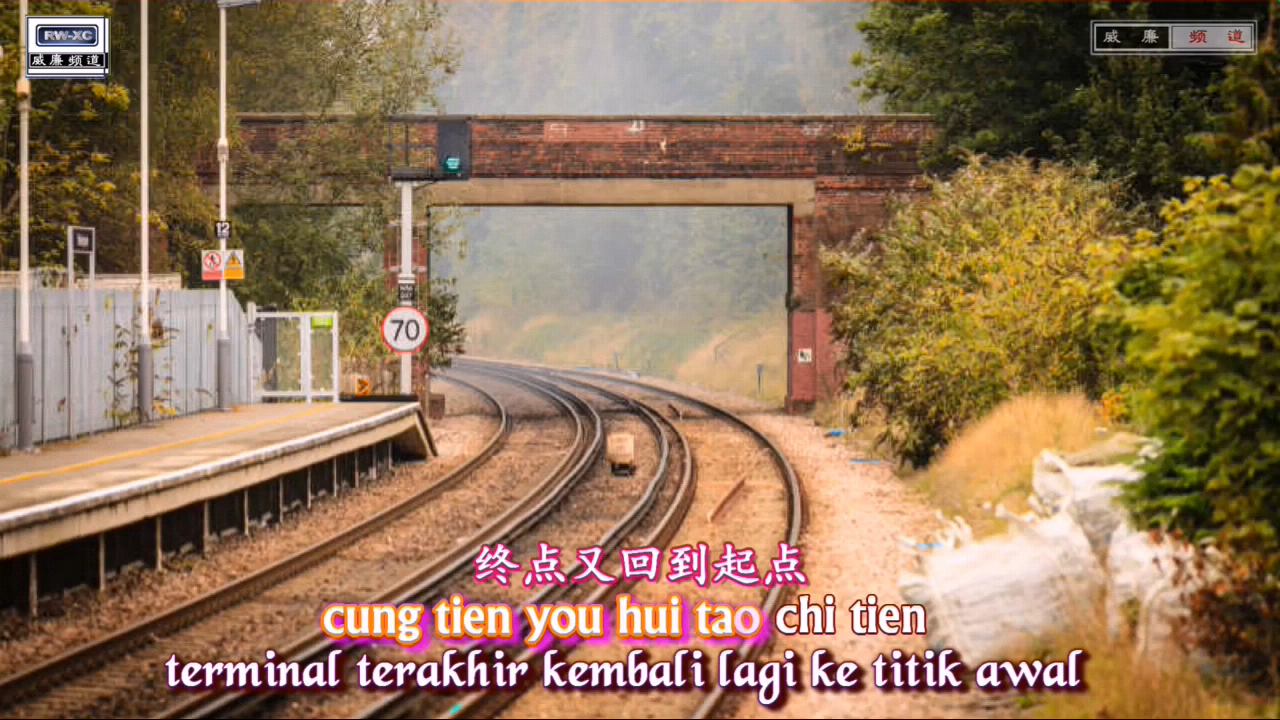 RW-XC
威廉频道
威廉 频道
12
70
终点又回到起点
cung tien you hui tao chi tien
terminal terakhir kembali lagi ke titik awal